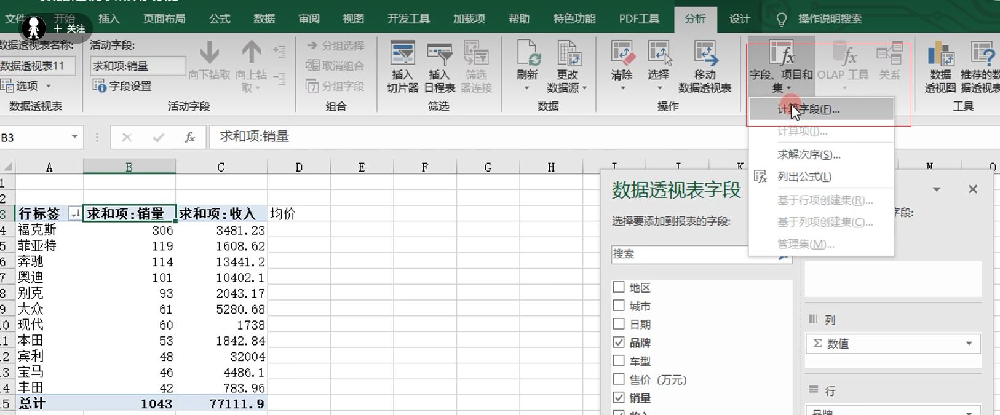 文件 开始 插入 页面布局 公式 数据 审阅 视图 开发工具 加载项 帮助 特色功能 PDF工具 分析 设计 操作说明搜索
+ 关注
数据透视表名称: 活动字段:
数据透视表11 求和项:销量
选项 字段设置
向下钻取 向上钻取
分组选择
取消组合
分组字段
插入切片器 插入日程表 筛选器连接
刷新 更改数据源
清除 选择 移动数据透视表
字段、项目和集 OLAP 工具 关系
数据透视图 推荐的数据透视表
数据透视表 活动字段 组合 筛选 数据 操作 工具
计算字段(F)...
计算项(I)...
求解次序(S)...
列出公式(L)
基于行项创建集(R)...
基于列项创建集(C)...
管理集(M)...
B3 fx 求和项:销量
A B C D E F G H I J K N O
1
2
3 行标签 求和项:销量 求和项:收入 均价
4 福克斯 306 3481.23
5 菲亚特 119 1608.62
6 奔驰 114 13441.2
7 奥迪 101 10402.1
8 别克 93 2043.17
9 大众 61 5280.68
0 现代 60 1738
1 本田 53 1842.84
2 宾利 48 32004
3 宝马 46 4486.1
4 丰田 42 783.96
5 总计 1043 77111.9
数据透视表字段
选择要添加到报表的字段:
字段:
搜索
地区
城市
日期
品牌
车型
售价（万元）
销量
列
Σ 数值
行
品牌